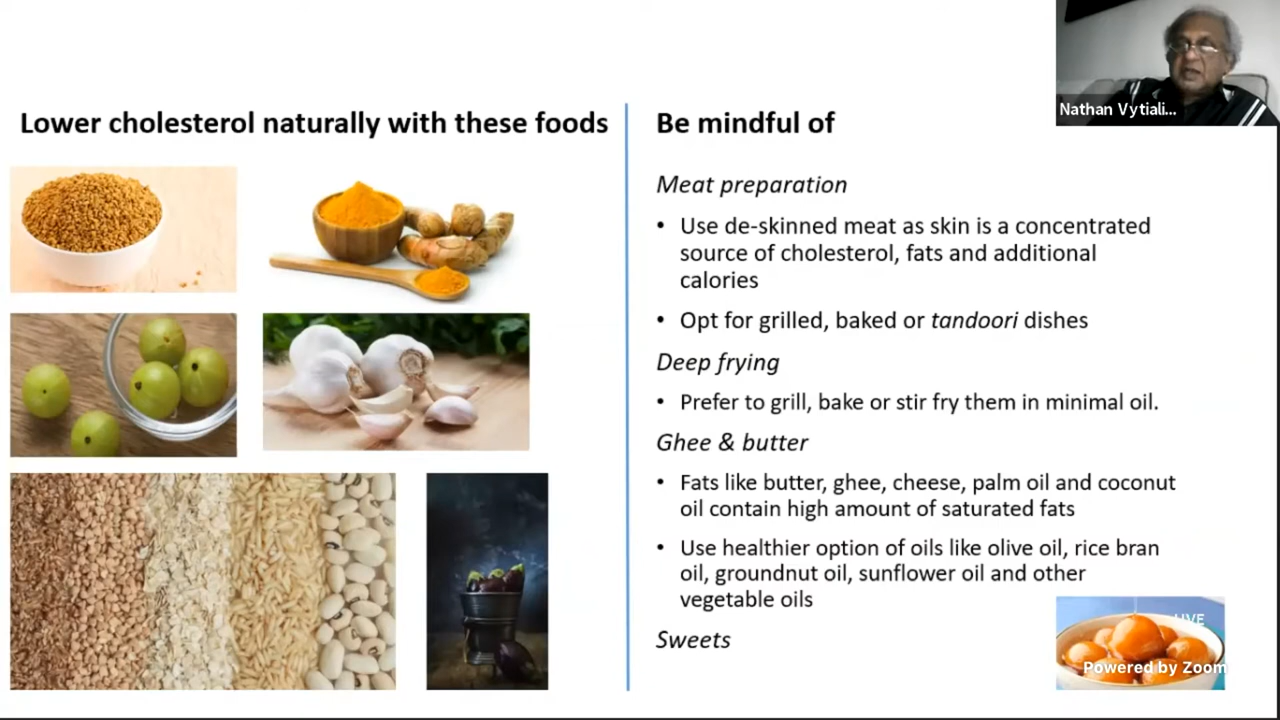 Nathan Vytiali...
Lower cholesterol naturally with these foods
Be mindful of
Meat preparation
• Use de-skinned meat as skin is a concentrated
source of cholesterol, fats and additional
calories
• Opt for grilled, baked or tandoori dishes
Deep frying
• Prefer to grill, bake or stir fry them in minimal oil.
Ghee & butter
• Fats like butter, ghee, cheese, palm oil and coconut
oil contain high amount of saturated fats
• Use healthier option of oils like olive oil, rice bran
oil, groundnut oil, sunflower oil and other
vegetable oils
Sweets
LIVE
Powered by Zoom